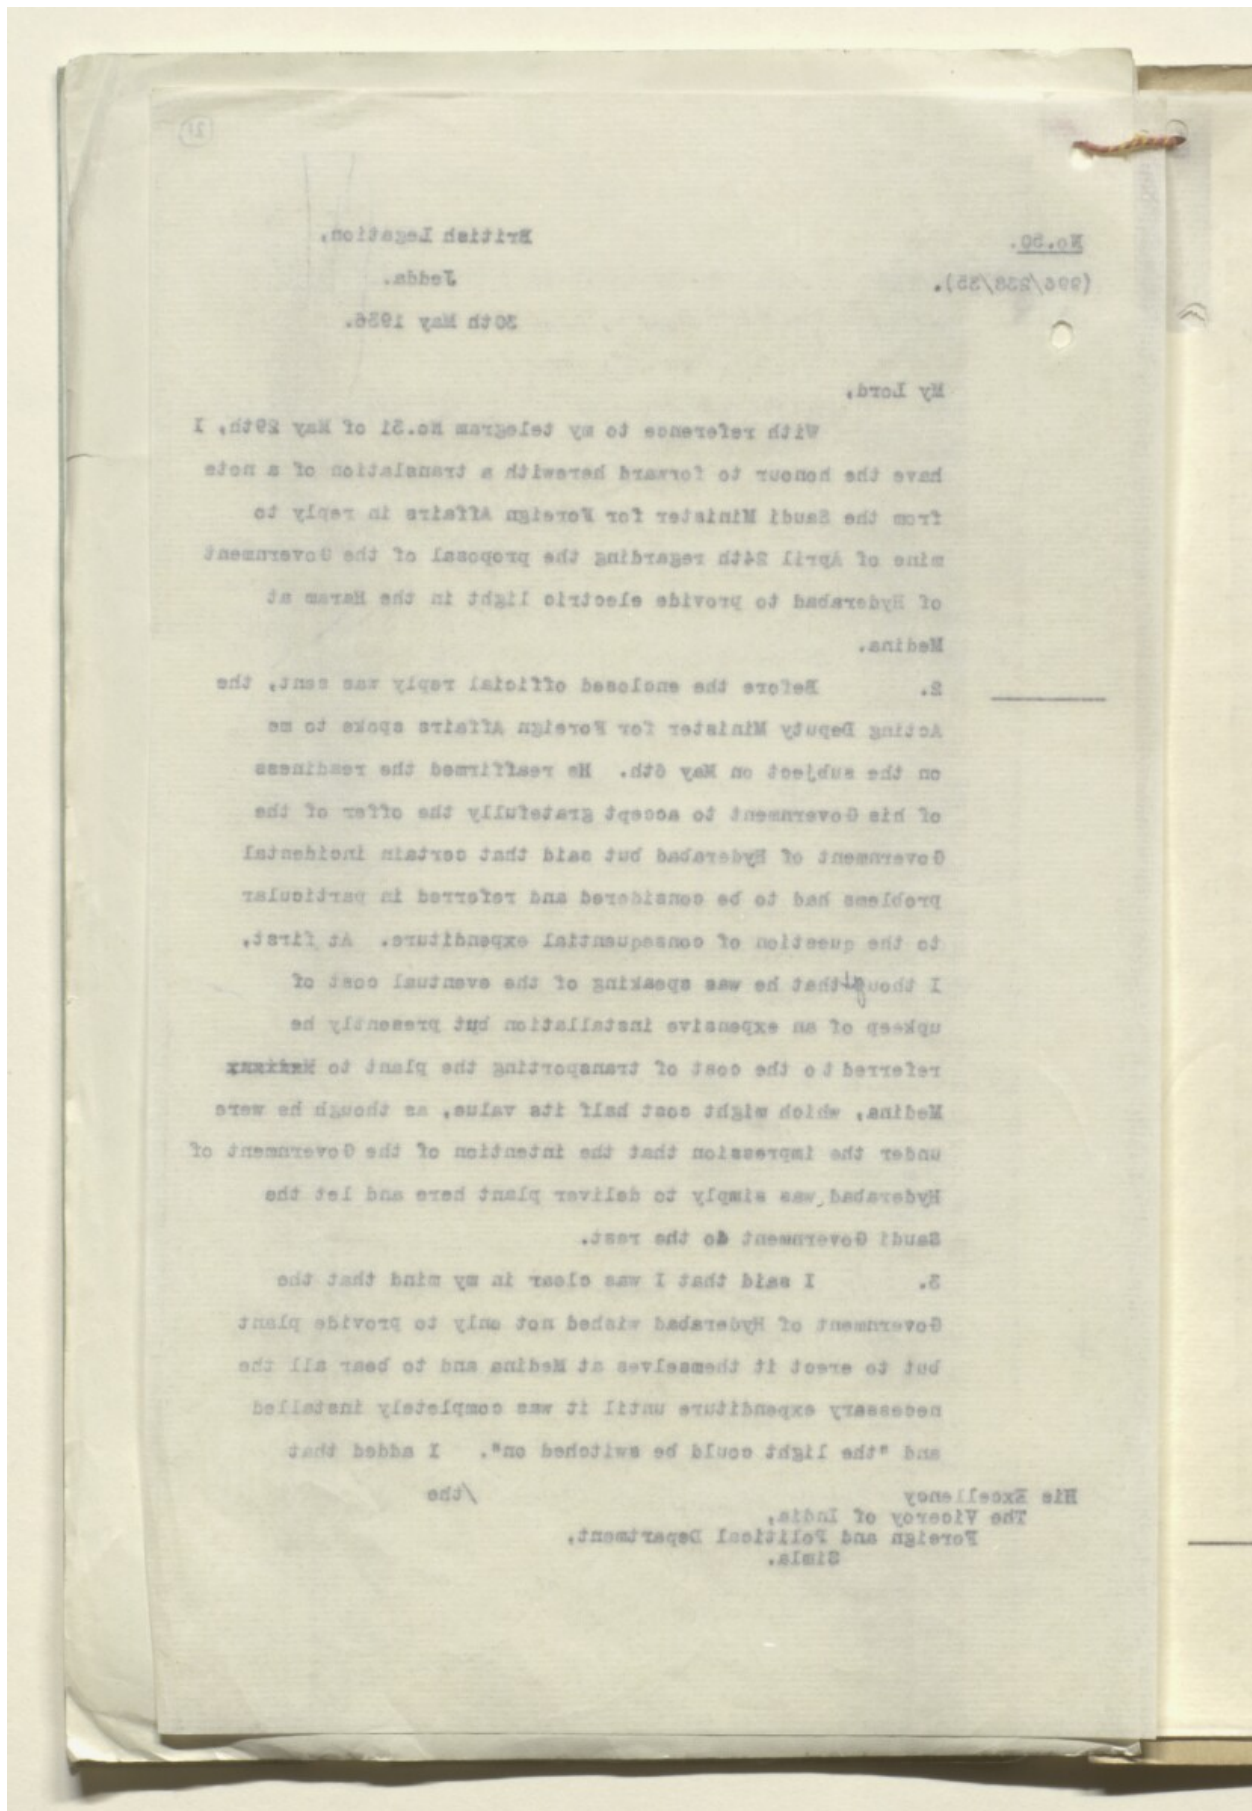 21
No.50.
(996/238/35).
British Legation,
Jedda.
30th May 1936.
My Lord,
With reference to my telegram No.31 of May 29th, I
have the honour to forward herewith a translation of a note
from the Saudi Minister for Foreign Affairs in reply to
mine of April 24th regarding the proposal of the Government
of Hyderabad to provide electric light in the Haram at
Medina.
2. Before the enclosed official reply was sent, the
Acting Deputy Minister for Foreign Affairs spoke to me
on the subject on May 6th. He reaffirmed the readiness
of his Government to accept gratefully the offer of the
Government of Hyderabad but said that certain incidental
problems had to be considered and referred in particular
to the question of consequential expenditure. At first,
I thought that he was speaking of the eventual cost of
upkeep of an expensive installation but presently he
referred to the cost of transporting the plant to
Medina, which might cost half its value, as though he were
under the impression that the intention of the Government of
Hyderabad was simply to deliver plant here and let the
Saudi Government do the rest.
3. I said that I was clear in my mind that the
Government of Hyderabad wished not only to provide plant
but to erect it themselves at Medina and to bear all the
necessary expenditure until it was completely installed
and "the light could be switched on". I added that
/the
His Excellency
The Viceroy of India,
Foreign and Political Department,
Simla.